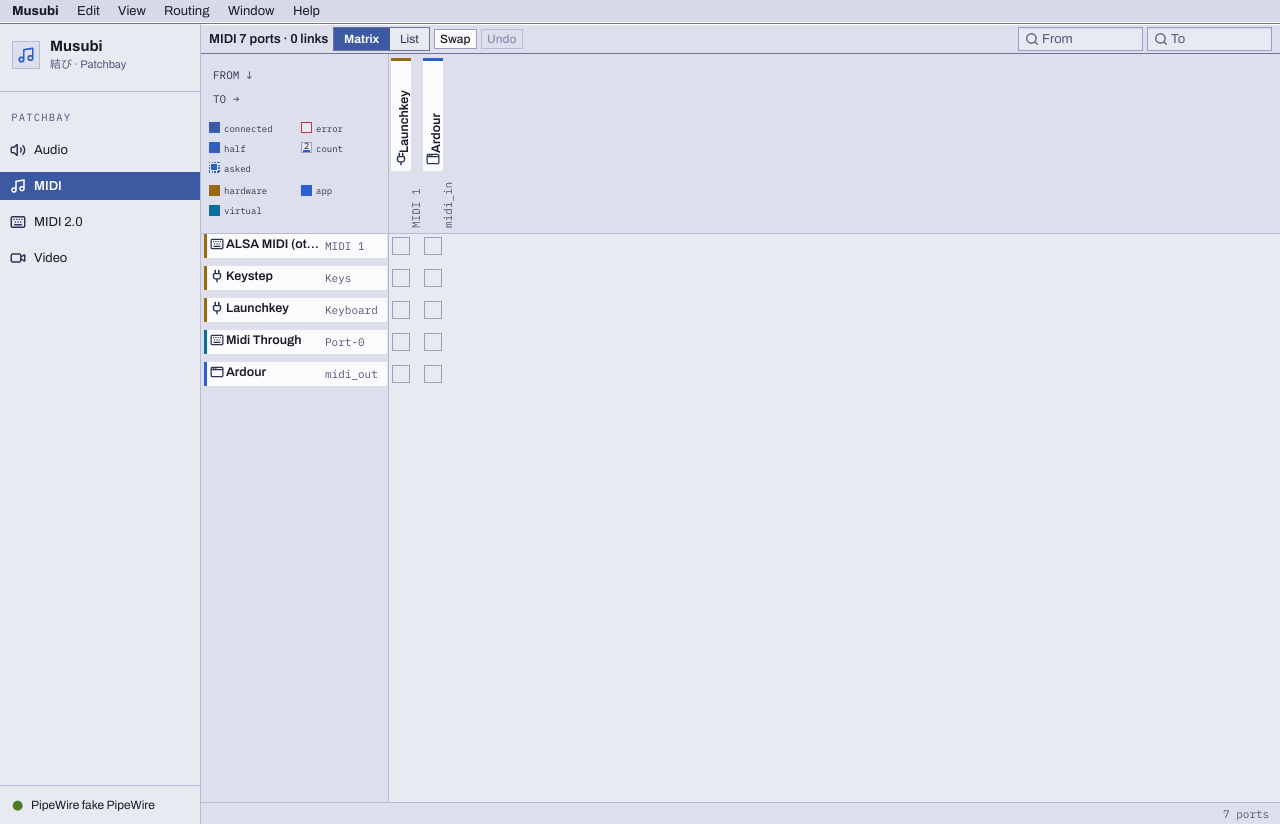 Musubi Edit View Routing Window Help
Musubi
結び · Patchbay
MIDI 7 ports · 0 links Matrix List Swap Undo From To
FROM ↓
TO →
connected error
half 2 count
asked
hardware app
virtual
Launchkey
MIDI 1
Ardour
midi_in
PATCHBAY
Audio
MIDI
MIDI 2.0
Video
ALSA MIDI (ot… MIDI 1
Keystep Keys
Launchkey Keyboard
Midi Through Port-0
Ardour midi_out
PipeWire fake PipeWire
7 ports